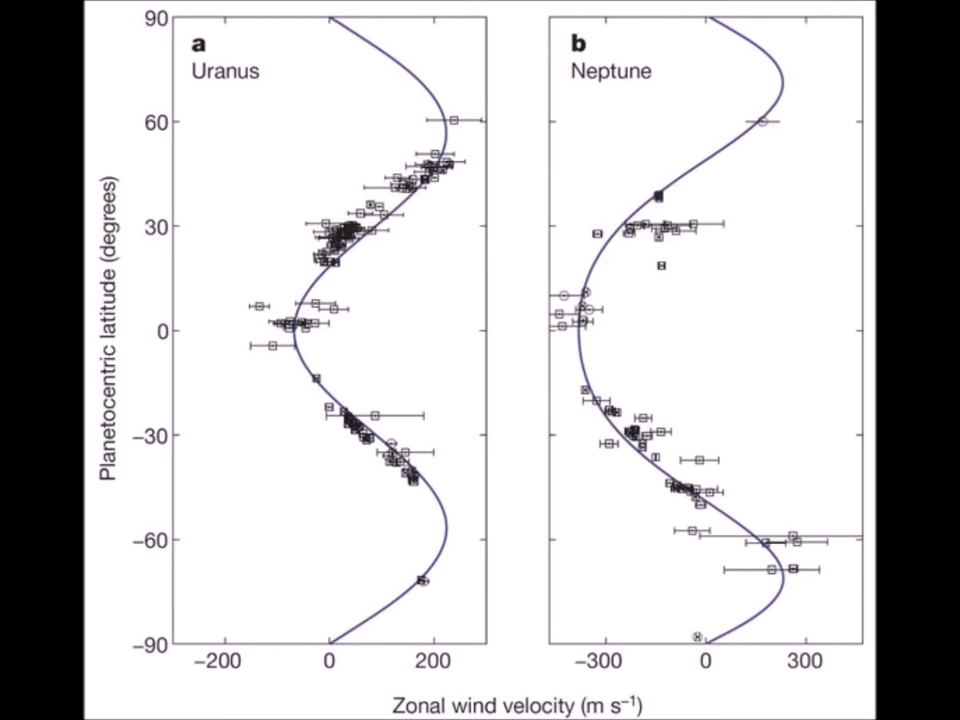 a
Uranus
b
Neptune
90
60
30
0
−30
−60
−90
Planetocentric latitude (degrees)
−200
0
200
−300
0
300
Zonal wind velocity (m s⁻¹)